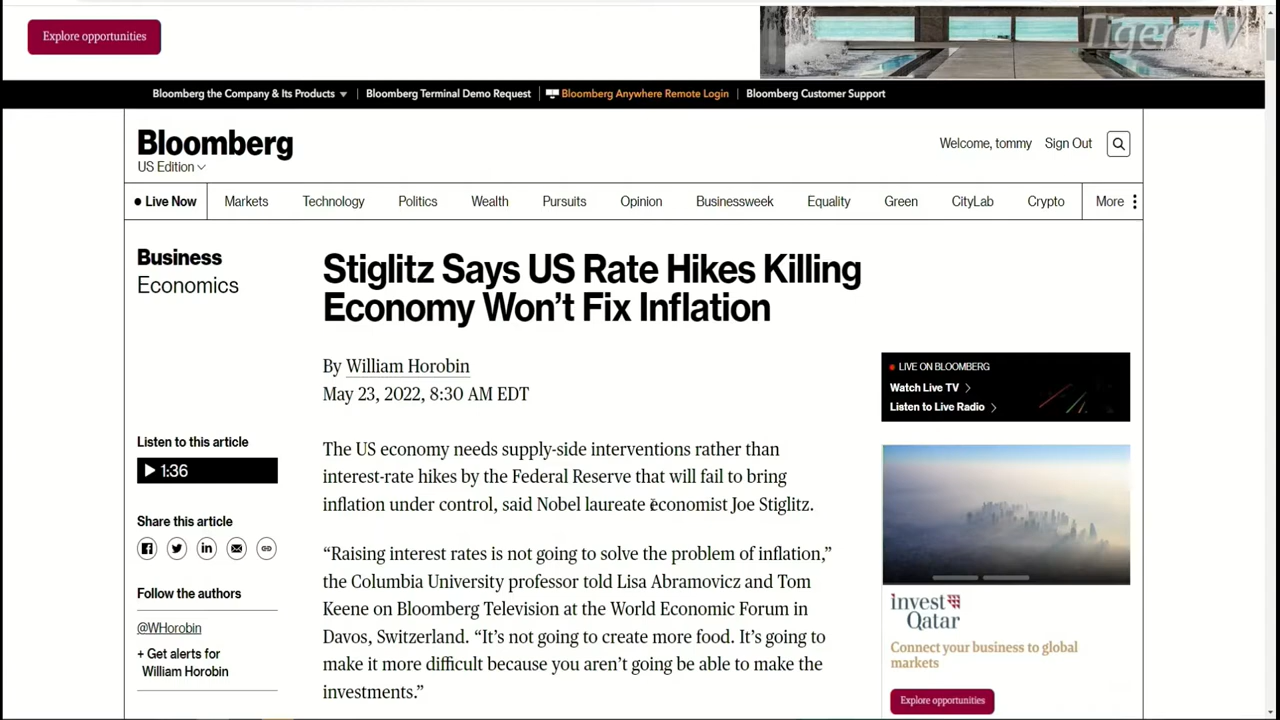 Explore opportunities
Tiger TV
Bloomberg the Company & Its Products
Bloomberg Terminal Demo Request
Bloomberg Anywhere Remote Login
Bloomberg Customer Support
Bloomberg
US Edition
Welcome, tommy
Sign Out
Live Now
Markets
Technology
Politics
Wealth
Pursuits
Opinion
Businessweek
Equality
Green
CityLab
Crypto
More
Business
Economics
Stiglitz Says US Rate Hikes Killing
Economy Won’t Fix Inflation
By William Horobin
May 23, 2022, 8:30 AM EDT
Listen to this article
1:36
Share this article
Follow the authors
@WHorobin
+ Get alerts for
William Horobin
The US economy needs supply-side interventions rather than
interest-rate hikes by the Federal Reserve that will fail to bring
inflation under control, said Nobel laureate economist Joe Stiglitz.
“Raising interest rates is not going to solve the problem of inflation,”
the Columbia University professor told Lisa Abramovicz and Tom
Keene on Bloomberg Television at the World Economic Forum in
Davos, Switzerland. “It’s not going to create more food. It’s going to
make it more difficult because you aren’t going be able to make the
investments.”
LIVE ON BLOOMBERG
Watch Live TV
Listen to Live Radio
invest
Qatar
Connect your business to global
markets
Explore opportunities